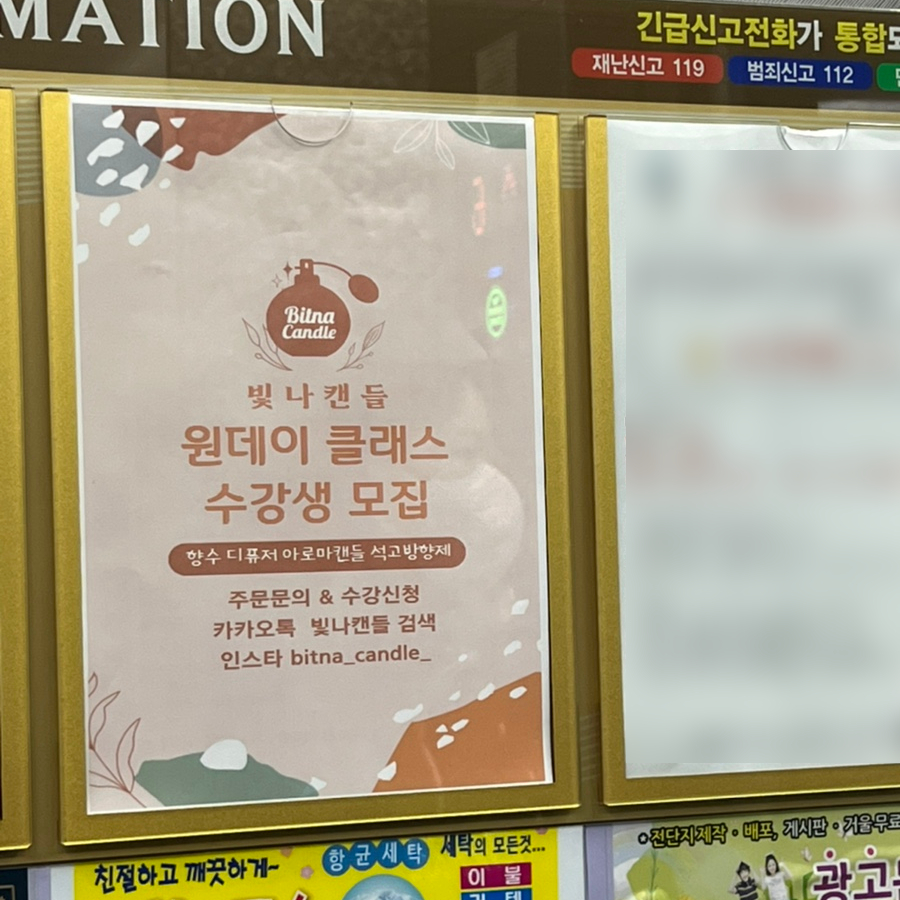 MATION
긴급신고전화가 통합
재난신고 119
범죄신고 112
Bitna
Candle
빛나캔들
원데이 클래스
수강생 모집
향수 디퓨저 아로마캔들 석고방향제
주문문의 & 수강신청
카카오톡 빛나캔들 검색
인스타 bitna_candle_
친절하고 깨끗하게~
항균세탁
세탁의 모든것...
이불
*전단지제작·배포, 게시판·거울무료
광고